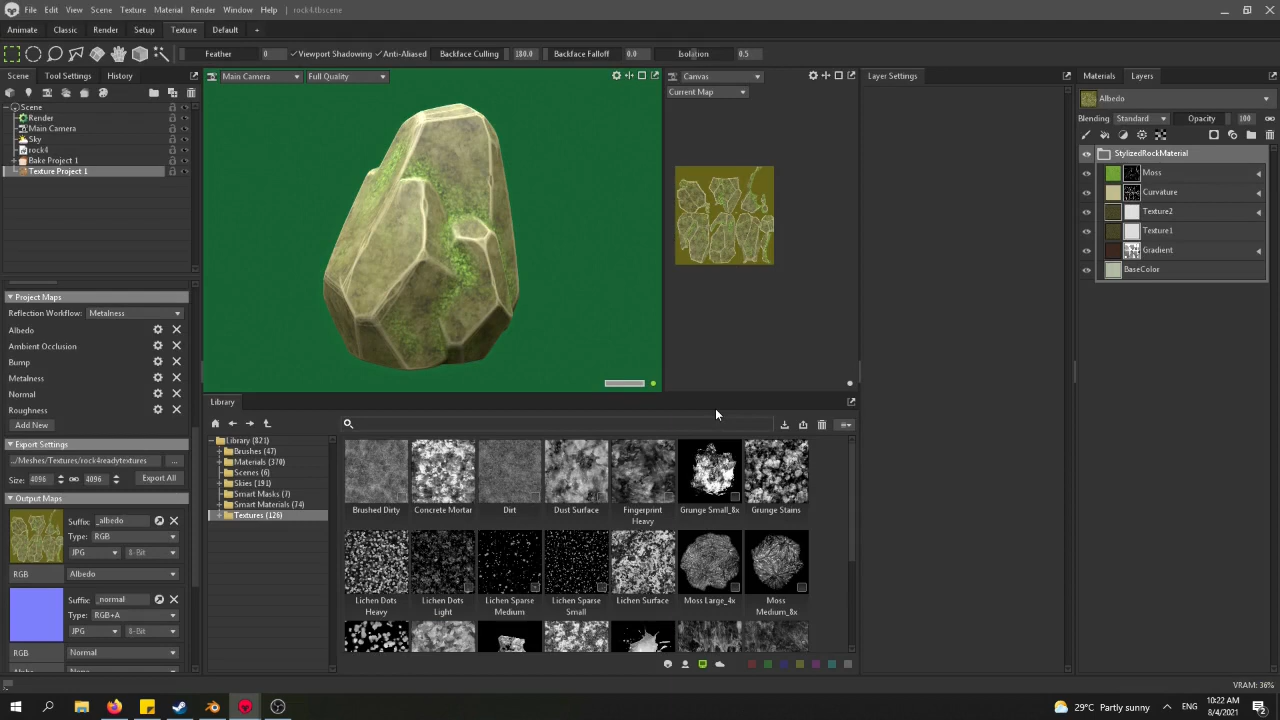 File Edit Scene Texture Material Render Window Help rock4.tbscene
Animate Classic Render Setup Texture Default +
Feather 0 Viewport Shadowing Anti-Aliased Backface Culling 180.0 Backface Falloff 0.0 Isolation 0.5
Scene Tool Settings History
Main Camera Full Quality
Canvas
Current Map
Layer Settings
Materials Layers
Albedo
Blending Standard Opacity 100
StylizedRockMaterial
Moss
Curvature
Texture2
Texture1
Gradient
BaseColor
Scene
Render
Main Camera
Sky
rock4
Bake Project 1
Texture Project 1
Project Maps
Reflection Workflow: Metalness
Albedo
Ambient Occlusion
Bump
Metalness
Normal
Roughness
Add New
Export Settings
../Meshes/Textures/rock4readytextures ...
Size: 4096 4096 Export All
Output Maps
Suffix: _albedo
Type: RGB
JPG 8-Bit
RGB Albedo
Suffix: _normal
Type: RGB+A
JPG 8-Bit
RGB Normal
Library
Library (821)
Brushes (47)
Materials (370)
Scenes (6)
Skies (191)
Smart Masks (7)
Smart Materials (74)
Textures (126)
Brushed Dirty Concrete Mortar Dirt Dust Surface Fingerprint Heavy Grunge Small_8x Grunge Stains
Lichen Dots Heavy Lichen Dots Light Lichen Sparse Medium Lichen Sparse Small Lichen Surface Moss Large_4x Moss Medium_8x
VRAM: 36%
29°C Partly sunny ENG 10:22 AM
8/4/2021 2